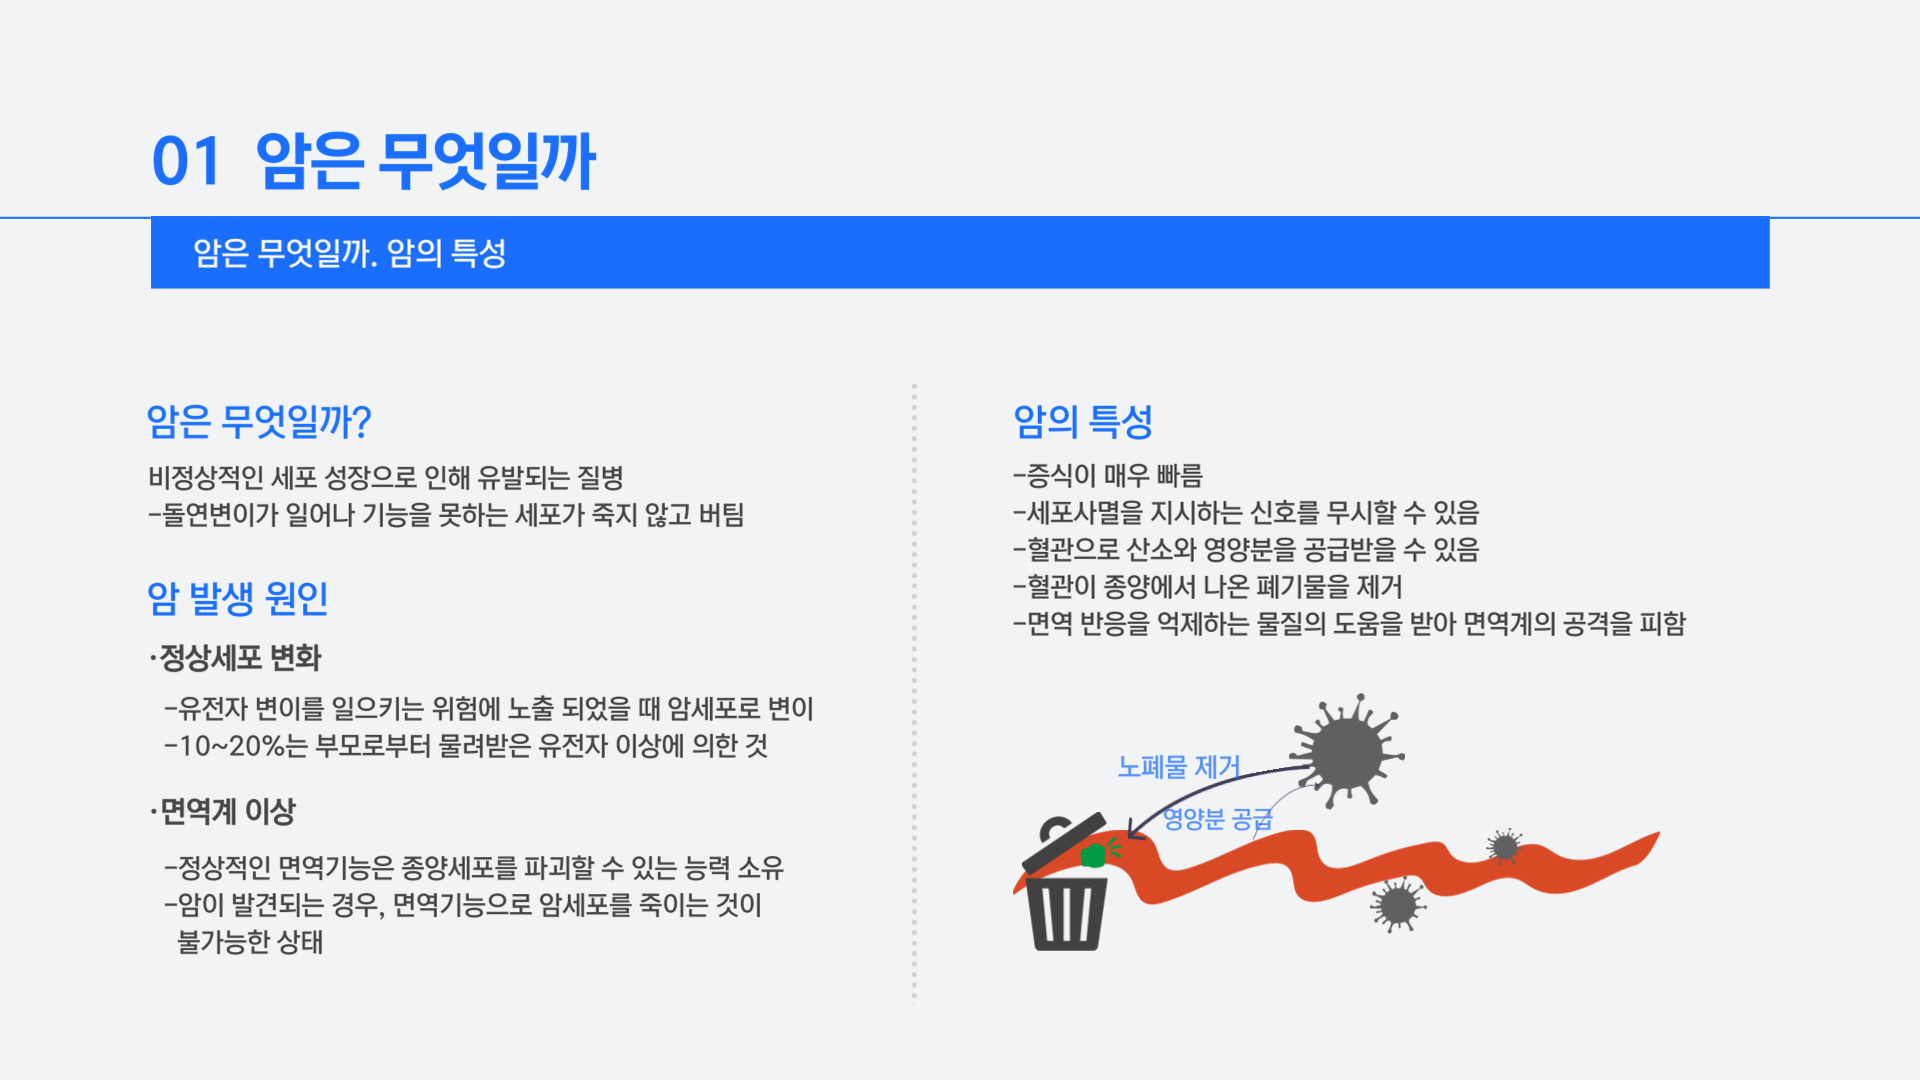 01 암은 무엇일까
암은 무엇일까. 암의 특성
암은 무엇일까?
비정상적인 세포 성장으로 인해 유발되는 질병
-돌연변이가 일어나 기능을 못하는 세포가 죽지 않고 버팀
암 발생 원인
·정상세포 변화
-유전자 변이를 일으키는 위험에 노출 되었을 때 암세포로 변이
-10~20%는 부모로부터 물려받은 유전자 이상에 의한 것
·면역계 이상
-정상적인 면역기능은 종양세포를 파괴할 수 있는 능력 소유
-암이 발견되는 경우, 면역기능으로 암세포를 죽이는 것이
불가능한 상태
암의 특성
-증식이 매우 빠름
-세포사멸을 지시하는 신호를 무시할 수 있음
-혈관으로 산소와 영양분을 공급받을 수 있음
-혈관이 종양에서 나온 폐기물을 제거
-면역 반응을 억제하는 물질의 도움을 받아 면역계의 공격을 피함
노폐물 제거
영양분 공급